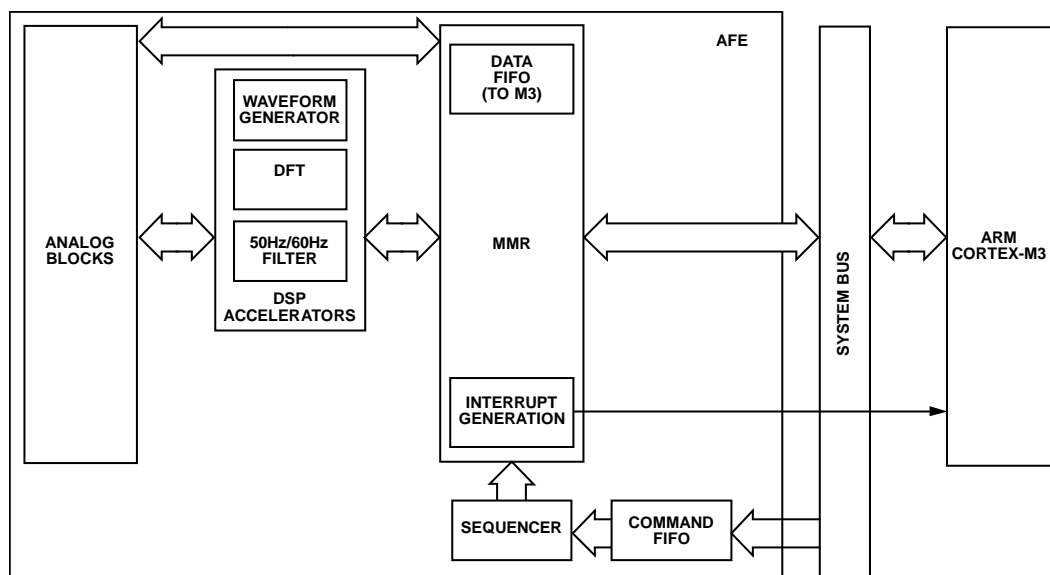 AFE
DATA
FIFO
(TO M3)
WAVEFORM
GENERATOR
DFT
50Hz/60Hz
FILTER
DSP
ACCELERATORS
ANALOG
BLOCKS
MMR
INTERRUPT
GENERATION
SEQUENCER
COMMAND
FIFO
SYSTEM BUS
ARM
CORTEX-M3